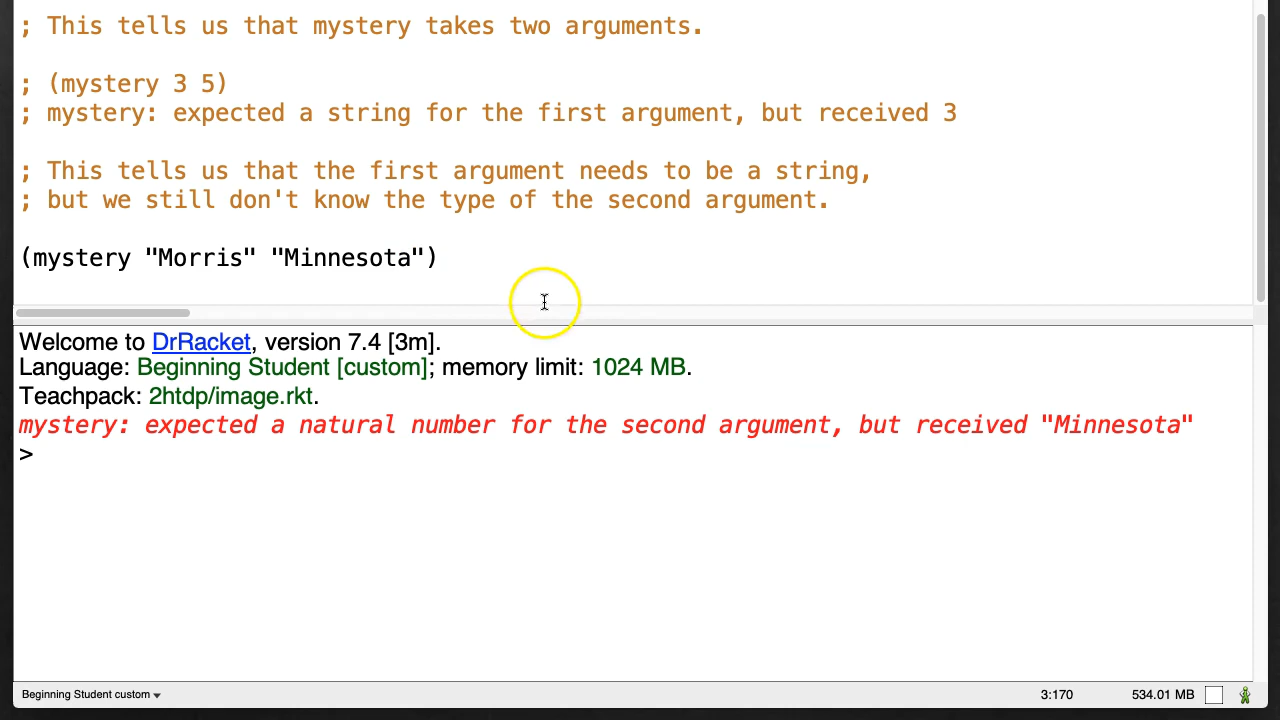 ; This tells us that mystery takes two arguments.
; (mystery 3 5)
; mystery: expected a string for the first argument, but received 3
; This tells us that the first argument needs to be a string,
; but we still don't know the type of the second argument.
(mystery "Morris" "Minnesota")
Welcome to DrRacket, version 7.4 [3m].
Language: Beginning Student [custom]; memory limit: 1024 MB.
Teachpack: 2htdp/image.rkt.
mystery: expected a natural number for the second argument, but received "Minnesota"
>
Beginning Student custom 3:170 534.01 MB